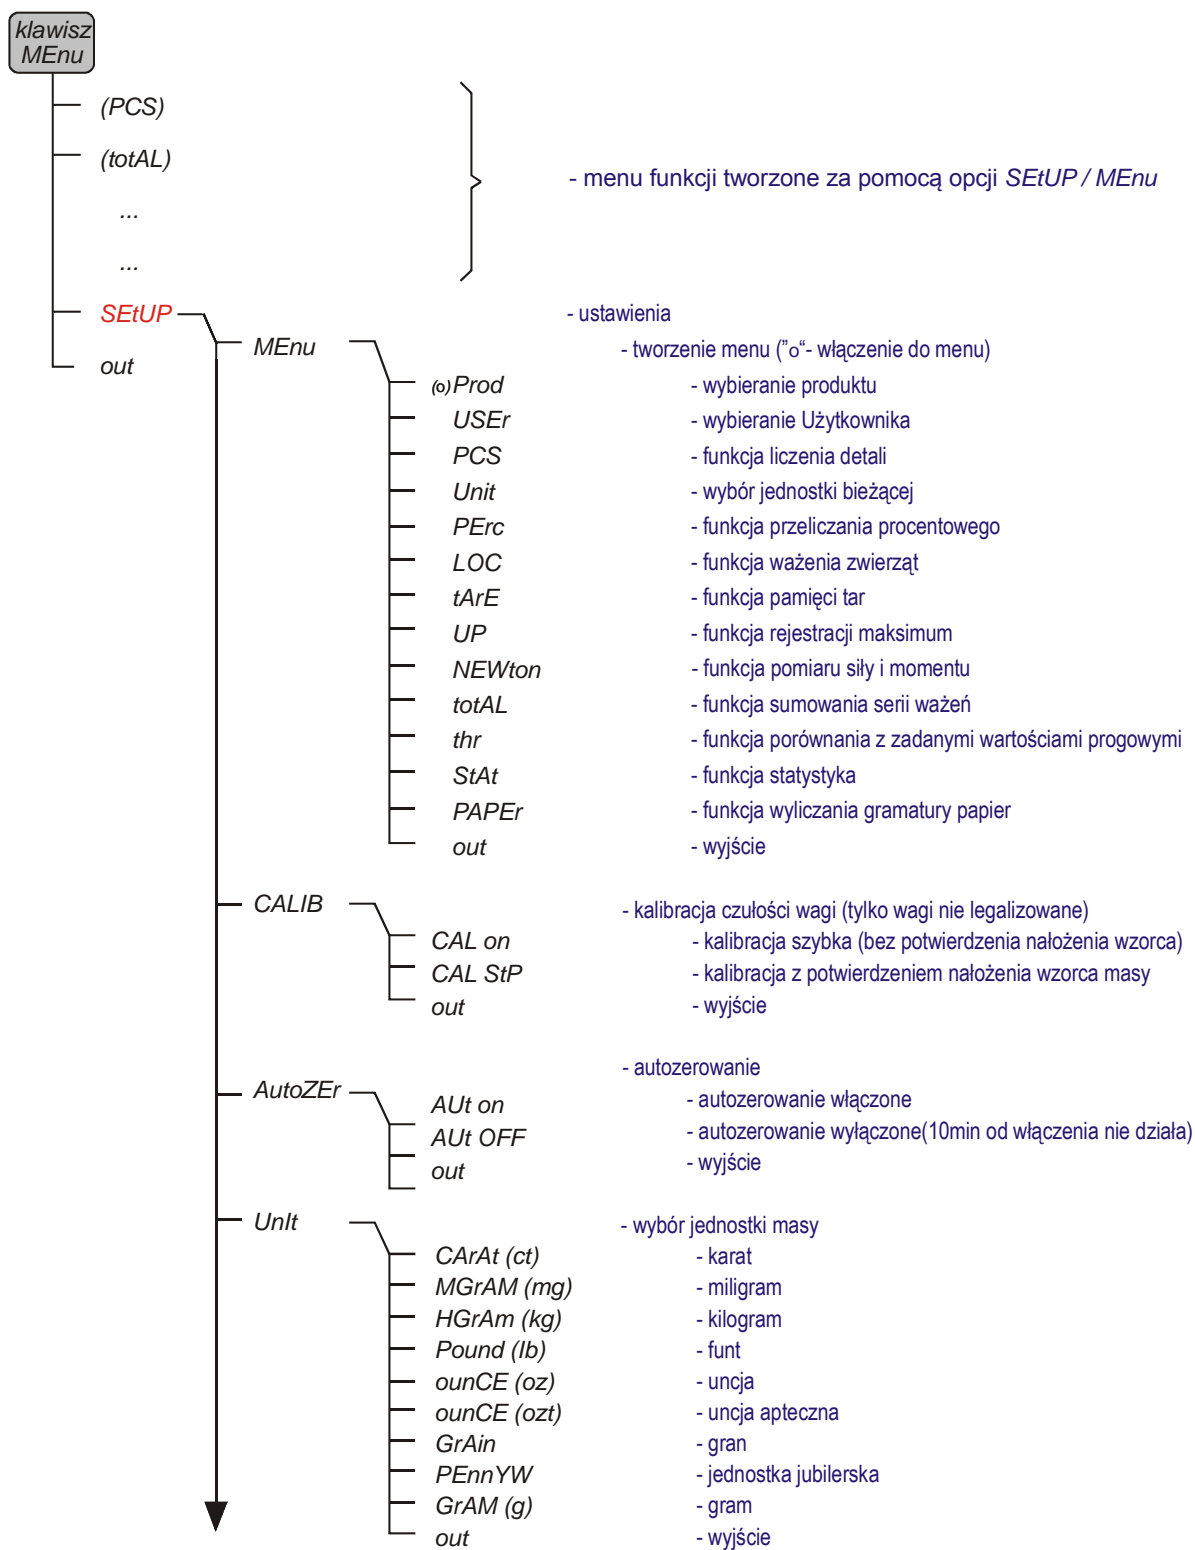 klawisz
MEnu
(PCS)
(totAL)
...
...
- menu funkcji tworzone za pomocą opcji SEtUP / MEnu
SEtUP - ustawienia
out
MEnu - tworzenie menu ("o"- włączenie do menu)
(o) Prod - wybieranie produktu
USEr - wybieranie Użytkownika
PCS - funkcja liczenia detali
Unit - wybór jednostki bieżącej
PErc - funkcja przeliczania procentowego
LOC - funkcja ważenia zwierząt
tArE - funkcja pamięci tar
UP - funkcja rejestracji maksimum
NEWton - funkcja pomiaru siły i momentu
totAL - funkcja sumowania serii ważeń
thr - funkcja porównania z zadanymi wartościami progowymi
StAt - funkcja statystyka
PAPEr - funkcja wyliczania gramatury papier
out - wyjście
CALIB - kalibracja czułości wagi (tylko wagi nie legalizowane)
CAL on - kalibracja szybka (bez potwierdzenia nałożenia wzorca)
CAL StP - kalibracja z potwierdzeniem nałożenia wzorca masy
out - wyjście
AutoZEr - autozerowanie
AUt on - autozerowanie włączone
AUt OFF - autozerowanie wyłączone(10min od włączenia nie działa)
out - wyjście
UnIt - wybór jednostki masy
CArAt (ct) - karat
MGrAM (mg) - miligram
HGrAm (kg) - kilogram
Pound (lb) - funt
ounCE (oz) - uncja
ounCE (ozt) - uncja apteczna
GrAin - gran
PEnnYW - jednostka jubilerska
GrAM (g) - gram
out - wyjście